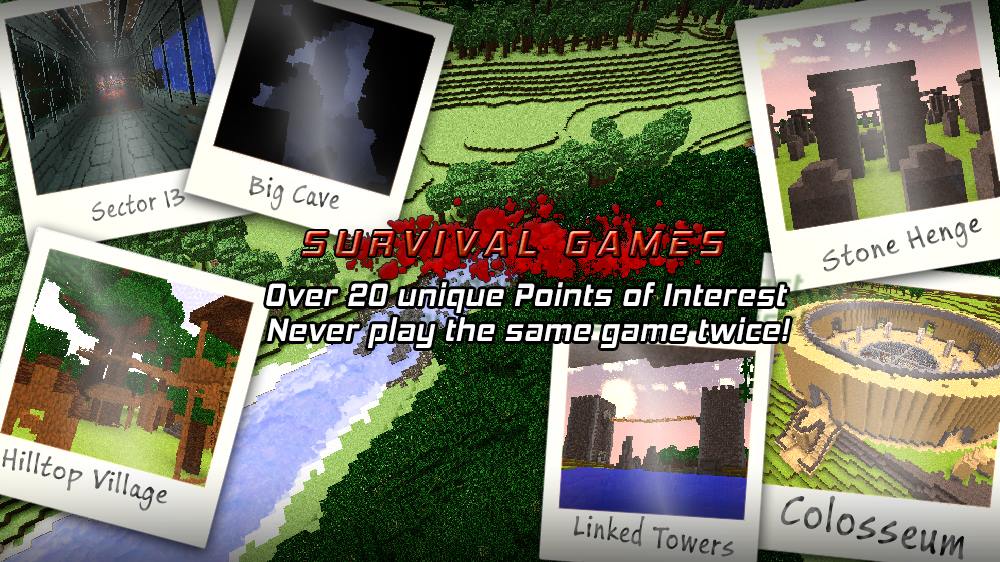 Sector 13
Big Cave
Stone Henge
SURVIVAL GAMES
Over 20 unique Points of Interest
Never play the same game twice!
Hilltop Village
Linked Towers
Colosseum